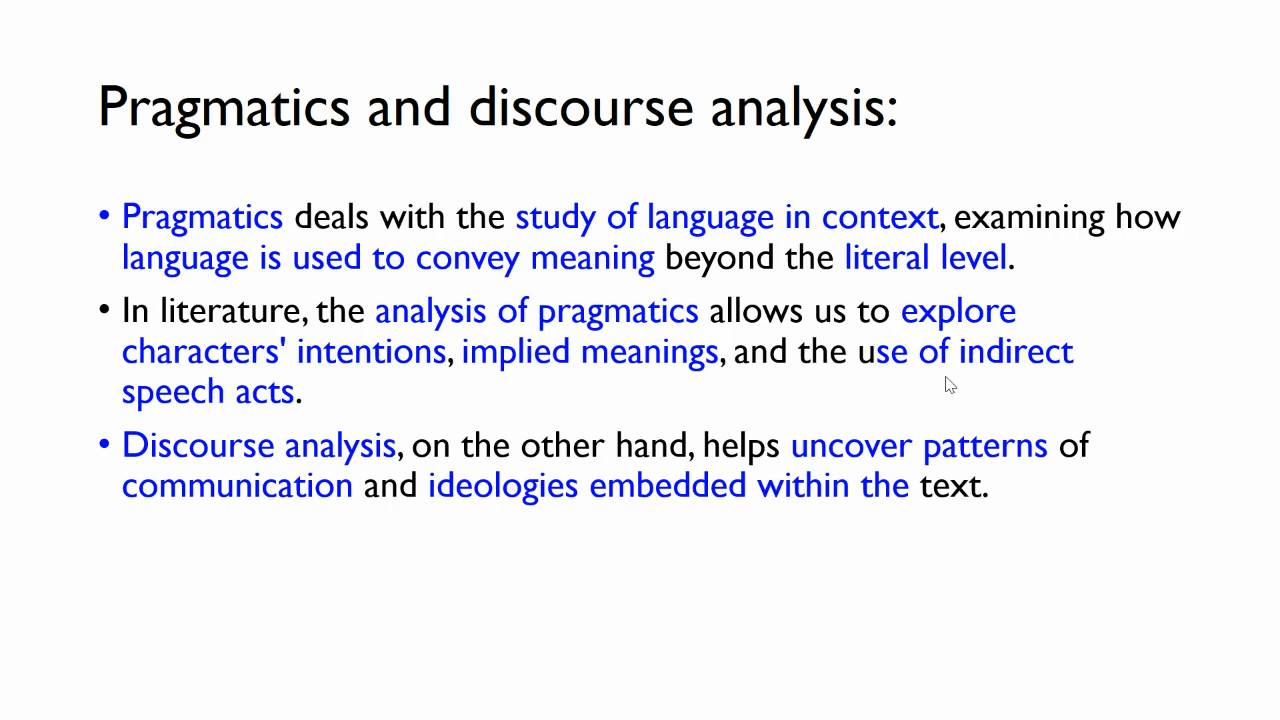 Pragmatics and discourse analysis:
• Pragmatics deals with the study of language in context, examining how
language is used to convey meaning beyond the literal level.
• In literature, the analysis of pragmatics allows us to explore
characters' intentions, implied meanings, and the use of indirect
speech acts.
• Discourse analysis, on the other hand, helps uncover patterns of
communication and ideologies embedded within the text.